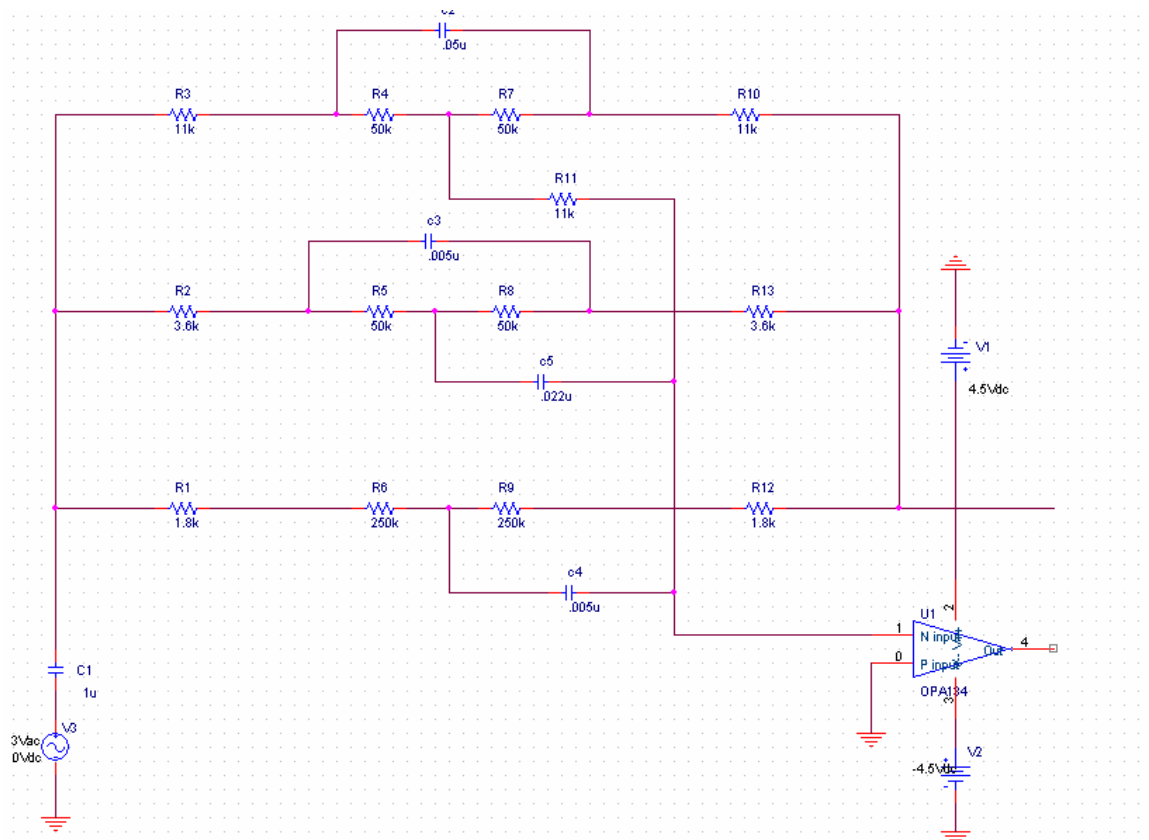 c2
.05u
R3
11k
R4
50k
R7
50k
R10
11k
R11
11k
c3
.005u
R2
3.6k
R5
50k
R8
50k
R13
3.6k
c5
.022u
V1
-
+
4.5Vdc
R1
1.8k
R6
250k
R9
250k
R12
1.8k
c4
.005u
U1
2
1
N input
V+
4
Out
0
P input
V-
OPA134
3
C1
1u
V3
3Vac
0Vdc
V2
+
-4.5Vdc
-